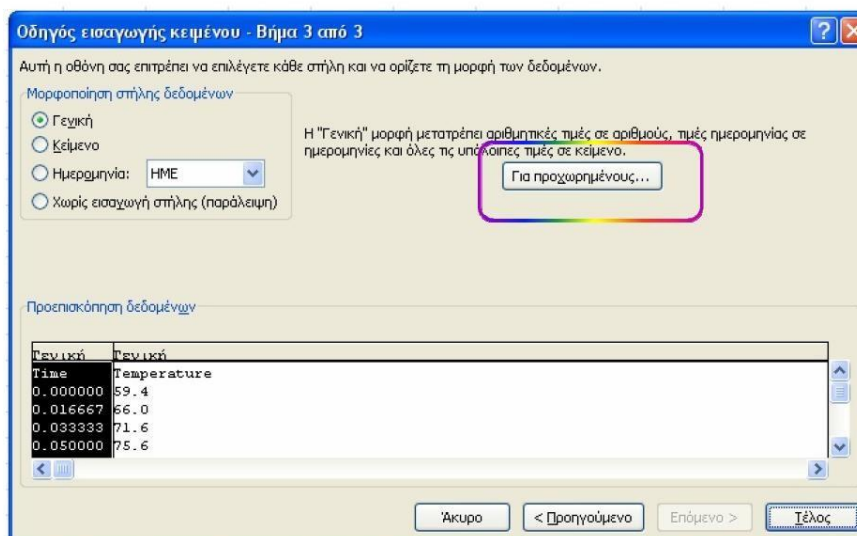 Οδηγός εισαγωγής κειμένου - Βήμα 3 από 3
Αυτή η οθόνη σας επιτρέπει να επιλέγετε κάθε στήλη και να ορίζετε τη μορφή των δεδομένων.
Μορφοποίηση στήλης δεδομένων
Γενική
Κείμενο
Ημερομηνία: ΗΜΕ
Χωρίς εισαγωγή στήλης (παράλειψη)
Η "Γενική" μορφή μετατρέπει αριθμητικές τιμές σε αριθμούς, τιμές ημερομηνίας σε
ημερομηνίες και όλες τις υπόλοιπες τιμές σε κείμενο.
Για προχωρημένους...
Προεπισκόπηση δεδομένων
Γενική Γενική
Time Temperature
0.000000 59.4
0.016667 66.0
0.033333 71.6
0.050000 75.6
Άκυρο
< Προηγούμενο
Επόμενο >
Τέλος